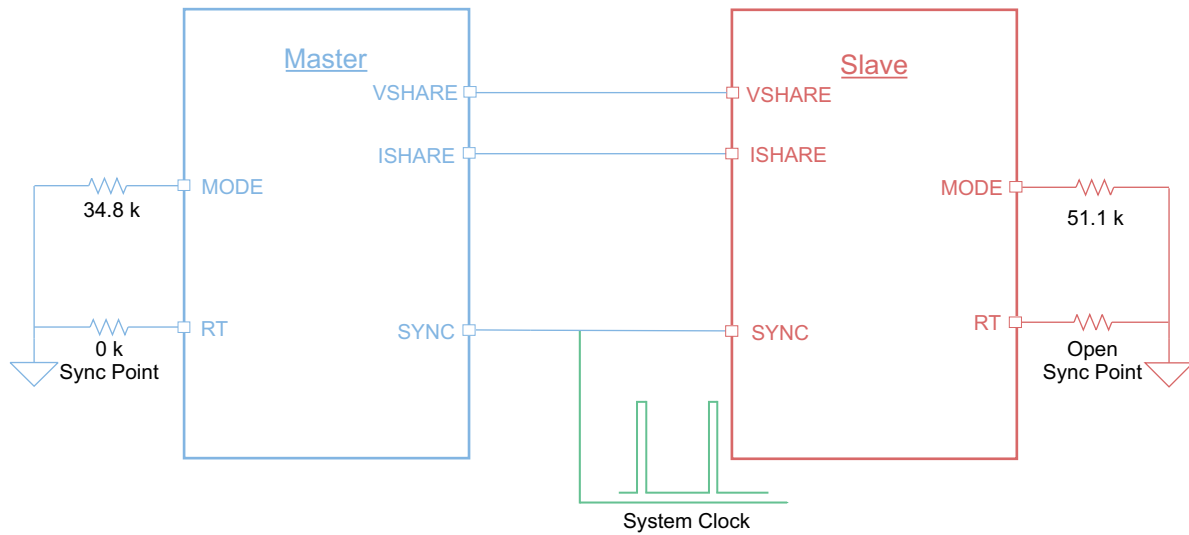 Master
Slave
VSHARE
VSHARE
ISHARE
ISHARE
MODE
34.8 k
MODE
51.1 k
RT
0 k
Sync Point
SYNC
SYNC
RT
Open
Sync Point
System Clock